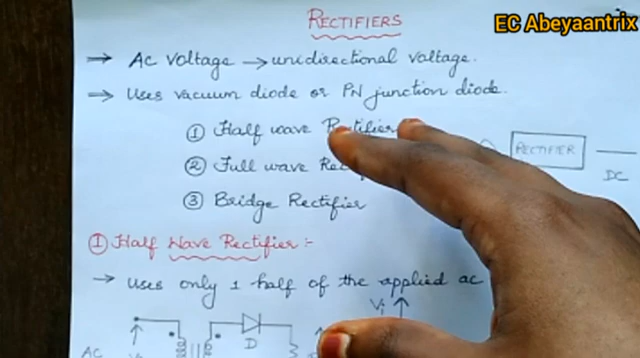 EC Abeyaantrix
RECTIFIERS
→ AC Voltage → unidirectional voltage.
→ Uses vacuum diode or PN junction diode.
① Half wave Rectifier
② Full wave
③ Bridge Rectifier
RECTIFIER
DC
① Half Wave Rectifier :-
→ Uses only 1 half of the applied ac
Vi
D
AC